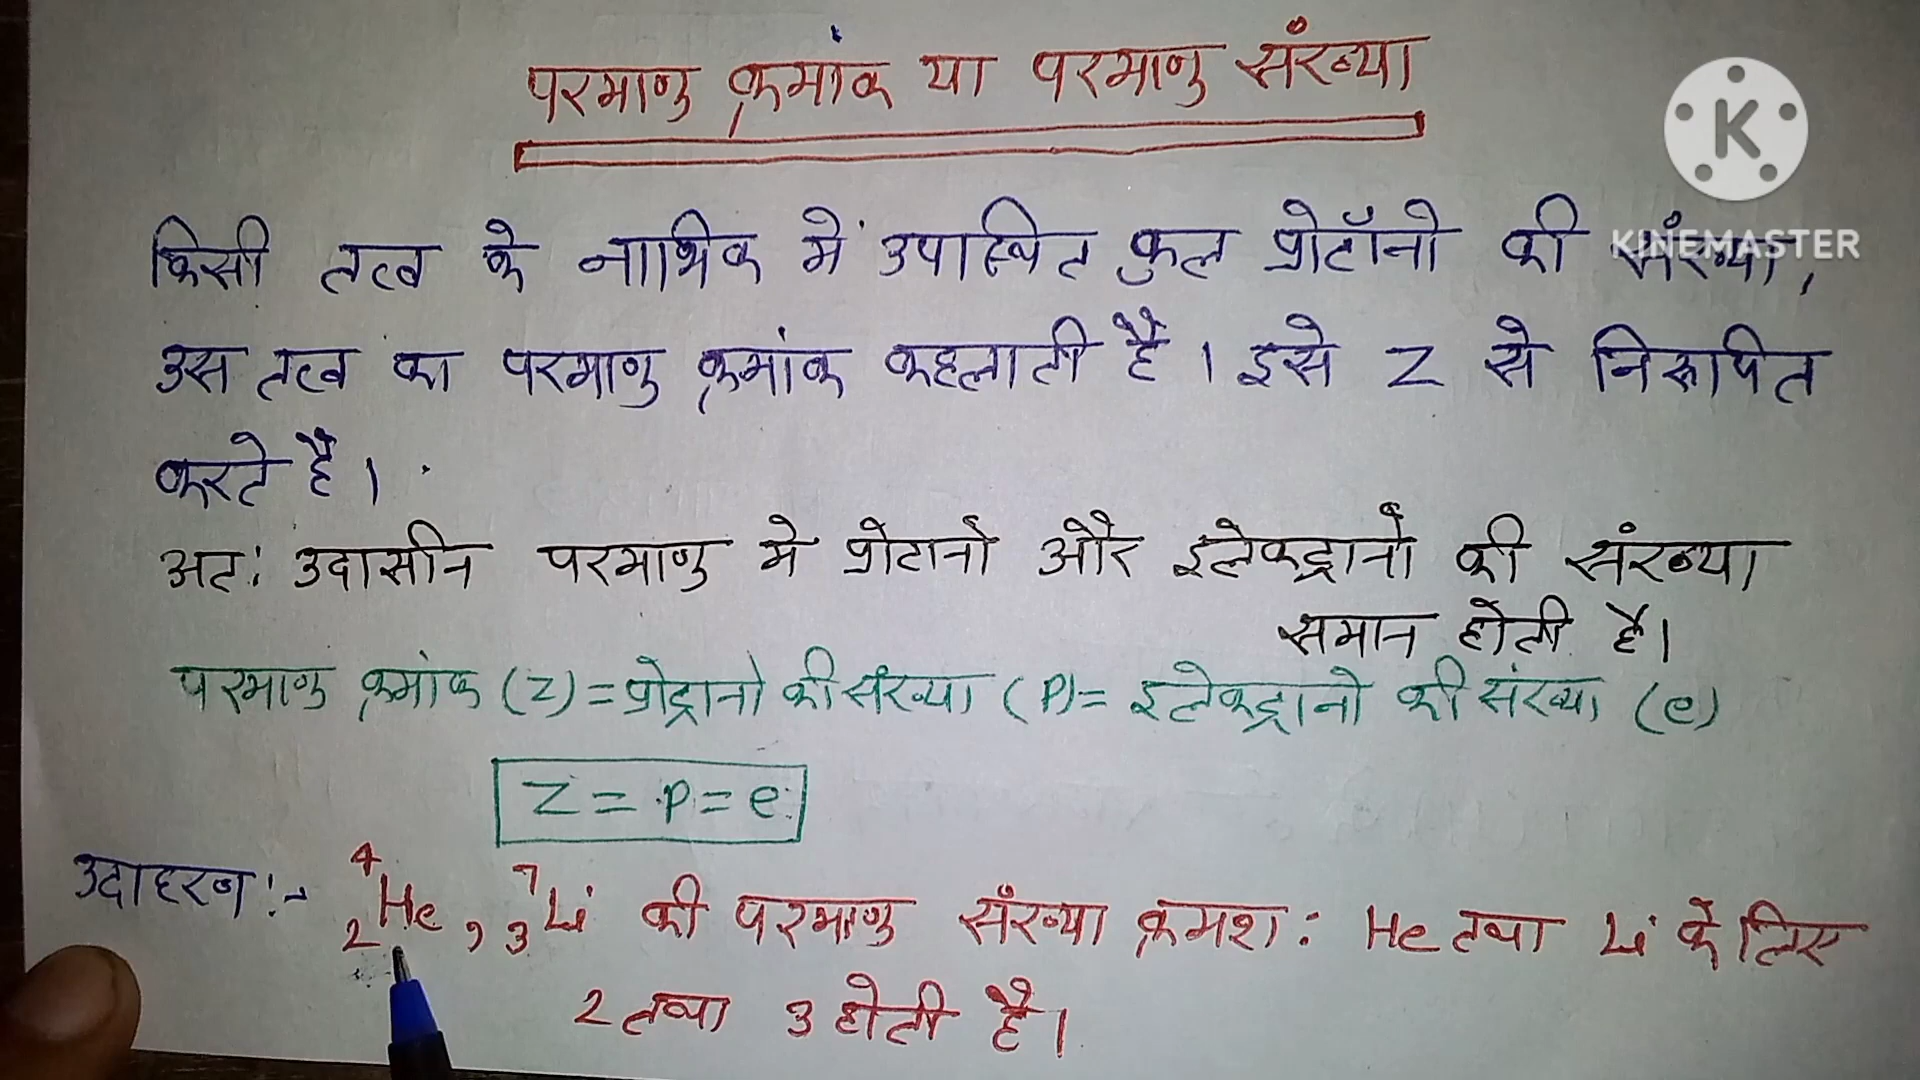 परमाणु क्रमांक या परमाणु संख्या
K
KINEMASTER
किसी तत्व के नाभिक में उपास्थित कुल प्रोटॉनो की संख्या,
उस तत्व का परमाणु क्रमांक कहलाती है। इसे Z से निरूपित
करते है।
अतः उदासीन परमाणु मे प्रोटानो और इलेक्ट्रानो की संख्या
समान होती है।
परमाणु क्रमांक (Z) = प्रोट्रानो की संख्या (P) = इलेक्ट्रानो की संख्या (e)
Z = P = e
उदाहरण :- ⁴₂He , ⁷₃Li की परमाणु संख्या क्रमश : He तथा Li के लिए
2 तथा 3 होती है।